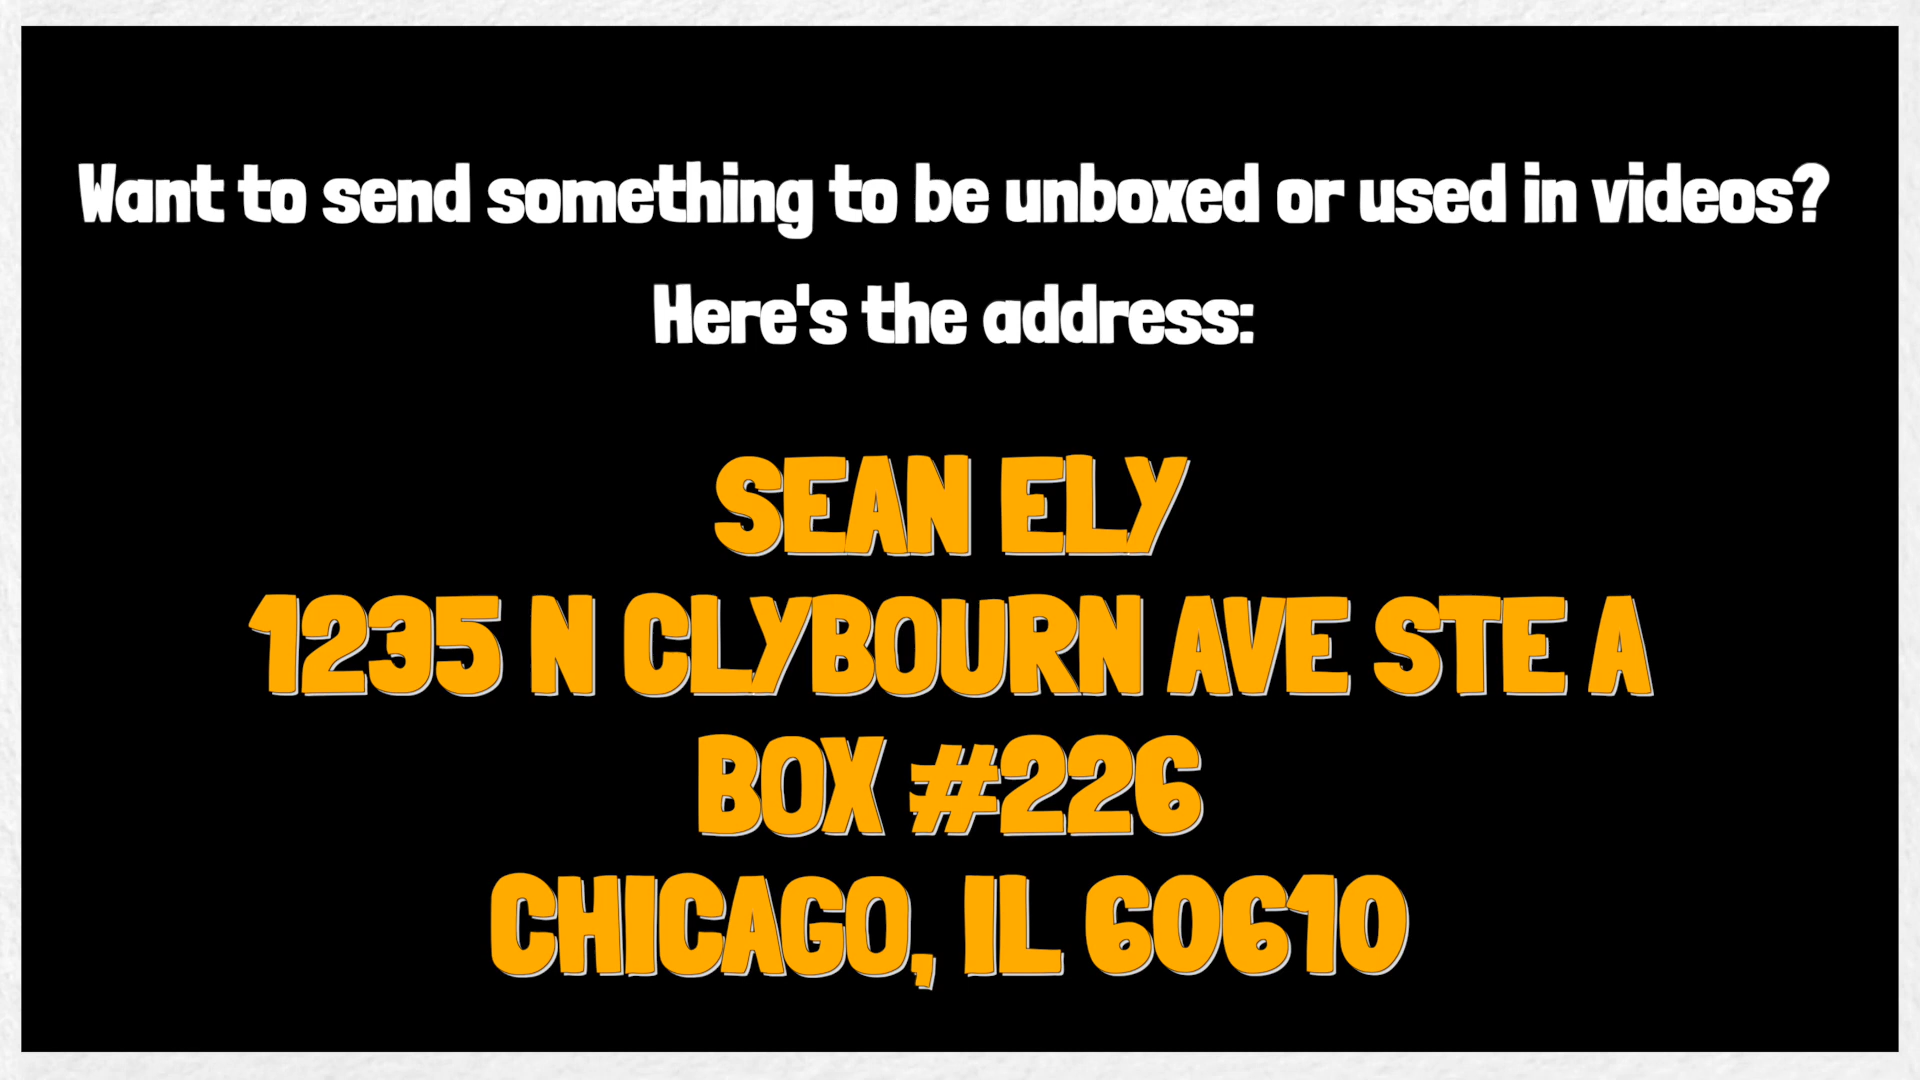 Want to send something to be unboxed or used in videos?
Here's the address:
SEAN ELY
1235 N CLYBOURN AVE STE A
BOX #226
CHICAGO, IL 60610